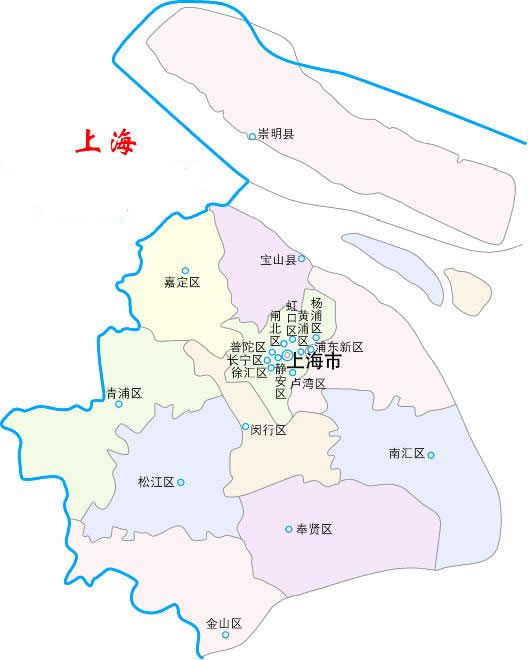 崇明县
上海
宝山县
嘉定区
杨浦区
虹口区
黄浦区
闸北区
普陀区
浦东新区
长宁区
上海市
徐汇区
静安区
卢湾区
青浦区
闵行区
南汇区
松江区
奉贤区
金山区